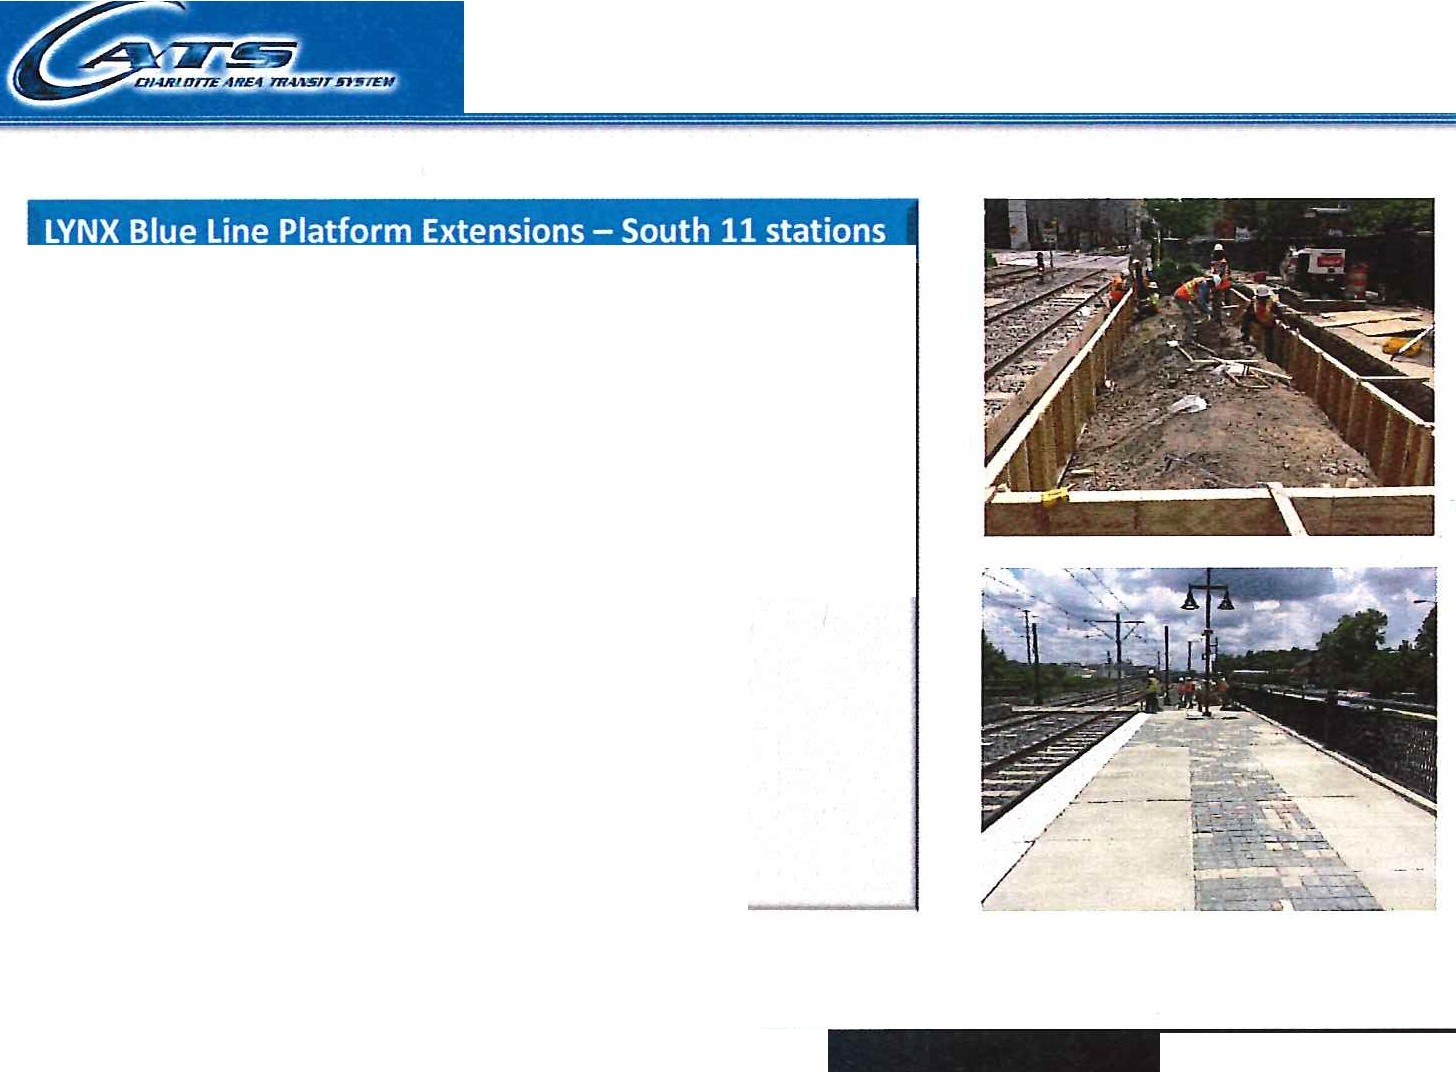 CATS
CHARLOTTE AREA TRANSIT SYSTEM
LYNX Blue Line Platform Extensions – South 11 stations